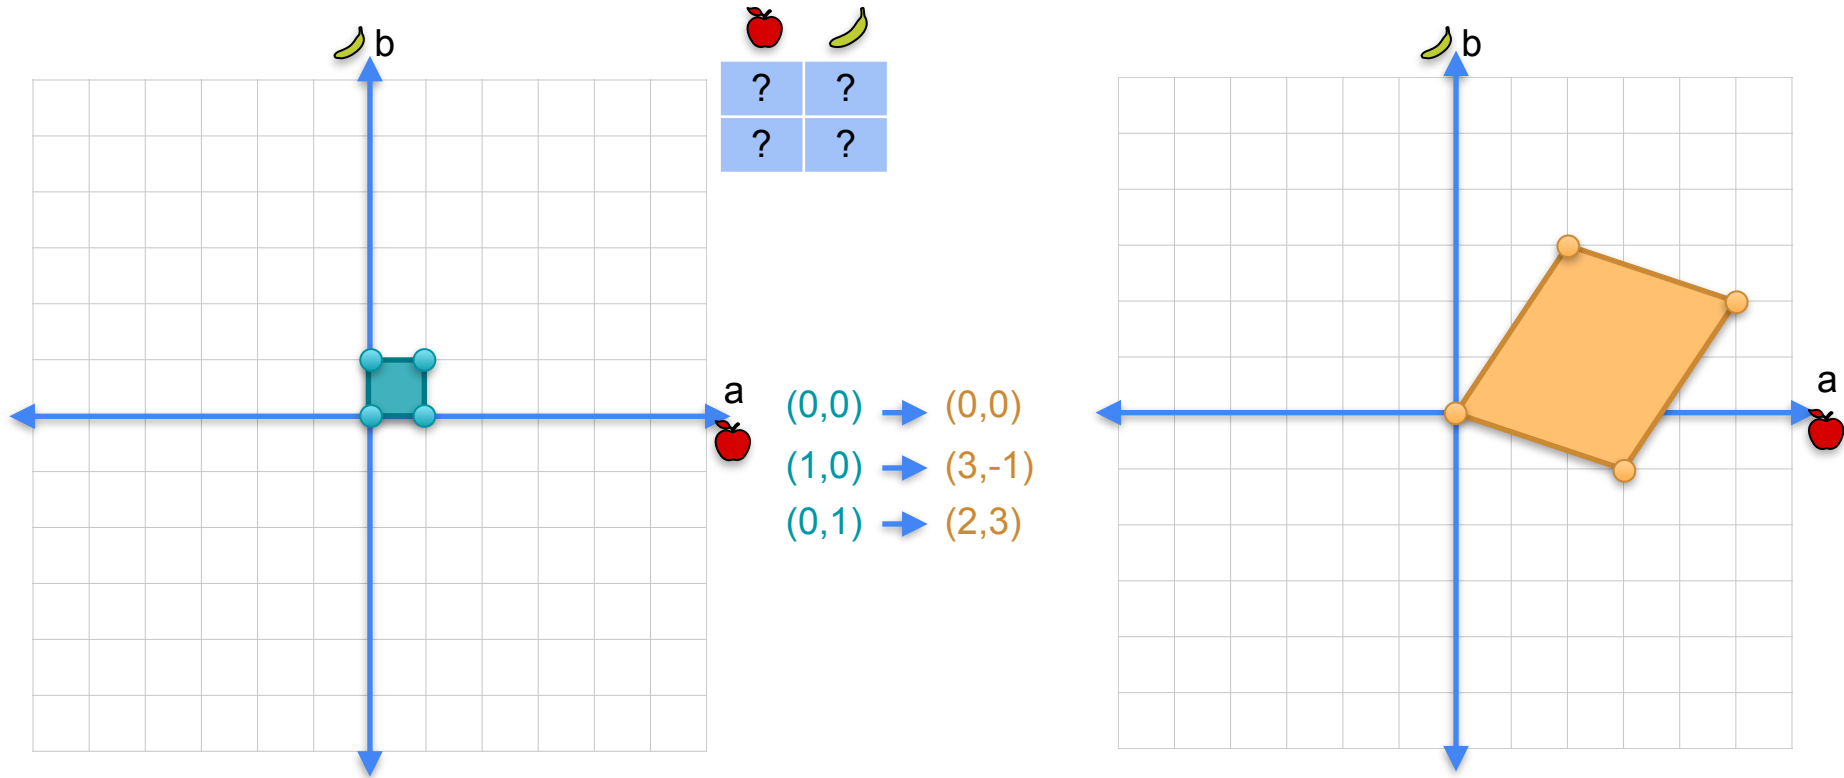 b
b
? ?
? ?
a
a
(0,0) (0,0)
(1,0) (3,-1)
(0,1) (2,3)